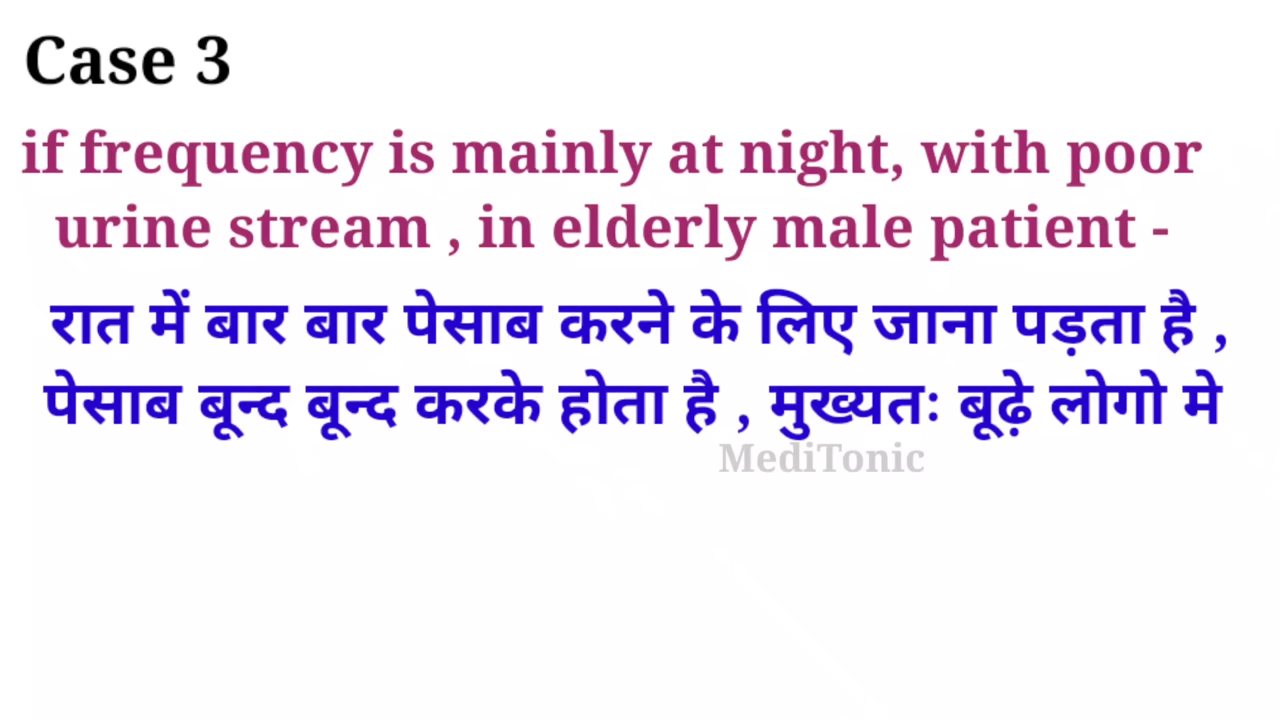 Case 3
if frequency is mainly at night, with poor
urine stream , in elderly male patient -
रात में बार बार पेसाब करने के लिए जाना पड़ता है ,
पेसाब बून्द बून्द करके होता है , मुख्यतः बूढ़े लोगो मे
MediTonic